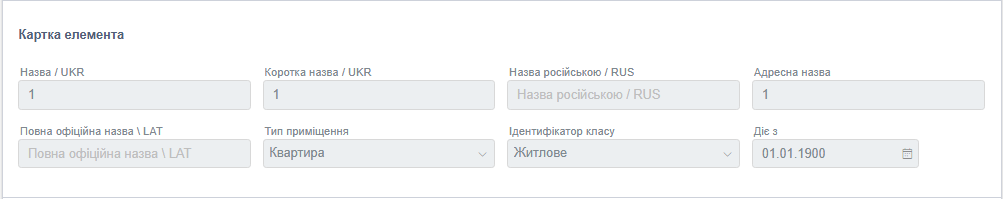 Картка елемента
Назва / UKR
Коротка назва / UKR
Назва російською / RUS
Адресна назва
1
1
Назва російською / RUS
1
Повна офіційна назва \ LAT
Тип приміщення
Ідентифікатор класу
Діє з
Повна офіційна назва \ LAT
Квартира
Житлове
01.01.1900